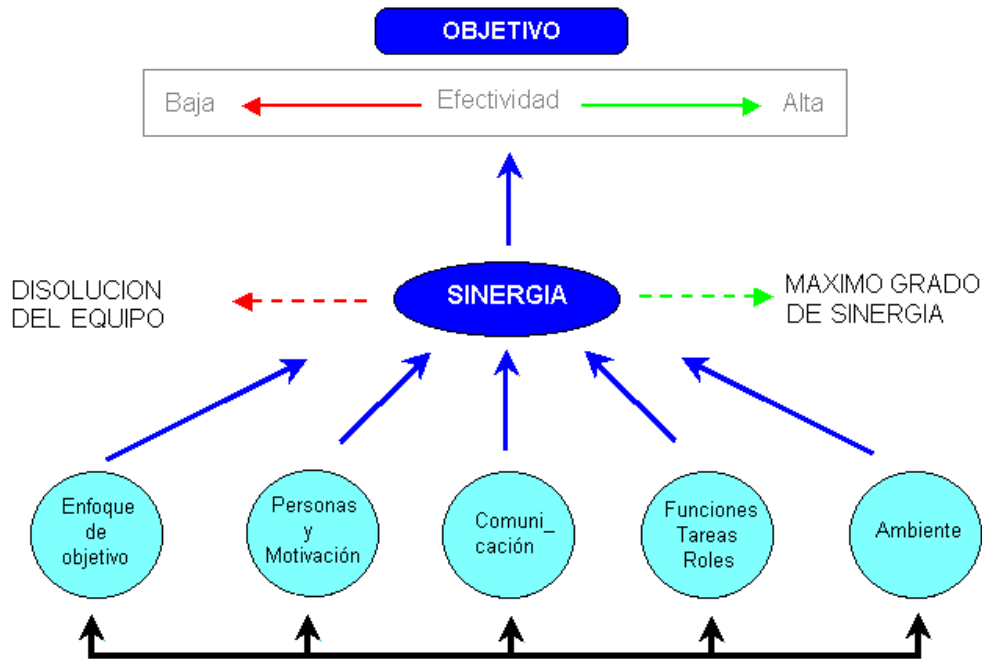 OBJETIVO
Baja Efectividad Alta
DISOLUCION
DEL EQUIPO
SINERGIA
MAXIMO GRADO
DE SINERGIA
Enfoque
de
objetivo
Personas
y
Motivación
Comuni_
cación
Funciones
Tareas
Roles
Ambiente